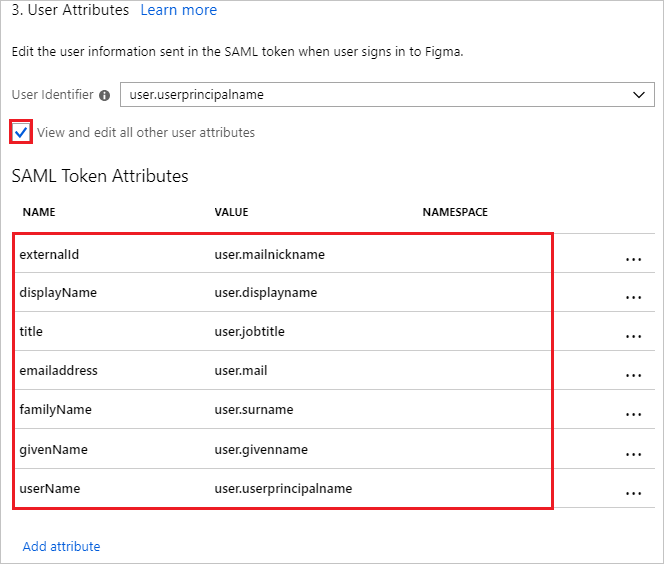 3. User Attributes Learn more
Edit the user information sent in the SAML token when user signs in to Figma.
User Identifier user.userprincipalname
View and edit all other user attributes
SAML Token Attributes
NAME VALUE NAMESPACE
externalId user.mailnickname ...
displayName user.displayname ...
title user.jobtitle ...
emailaddress user.mail ...
familyName user.surname ...
givenName user.givenname ...
userName user.userprincipalname ...
Add attribute